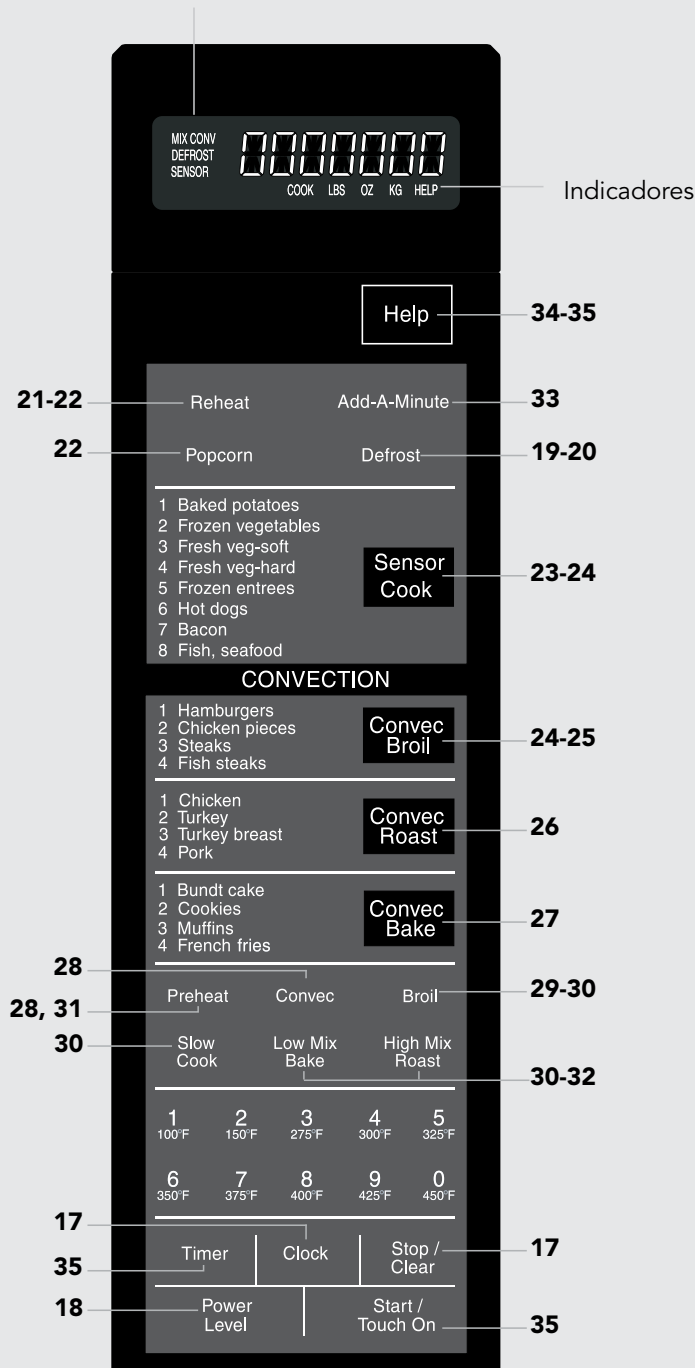 MIX CONV
DEFROST
SENSOR
COOK LBS OZ KG HELP
Indicadores
Help
34-35
21-22
Reheat
Add-A-Minute
33
22
Popcorn
Defrost
19-20
1 Baked potatoes
2 Frozen vegetables
3 Fresh veg-soft
4 Fresh veg-hard
5 Frozen entrees
6 Hot dogs
7 Bacon
8 Fish, seafood
Sensor
Cook
23-24
CONVECTION
1 Hamburgers
2 Chicken pieces
3 Steaks
4 Fish steaks
Convec
Broil
24-25
1 Chicken
2 Turkey
3 Turkey breast
4 Pork
Convec
Roast
26
1 Bundt cake
2 Cookies
3 Muffins
4 French fries
Convec
Bake
27
28
Preheat
Convec
Broil
29-30
28, 31
30
Slow
Cook
Low Mix
Bake
High Mix
Roast
30-32
1 2 3 4 5
100°F 150°F 275°F 300°F 325°F
6 7 8 9 0
350°F 375°F 400°F 425°F 450°F
17
Timer
Clock
Stop /
Clear
17
35
18
Power
Level
Start /
Touch On
35